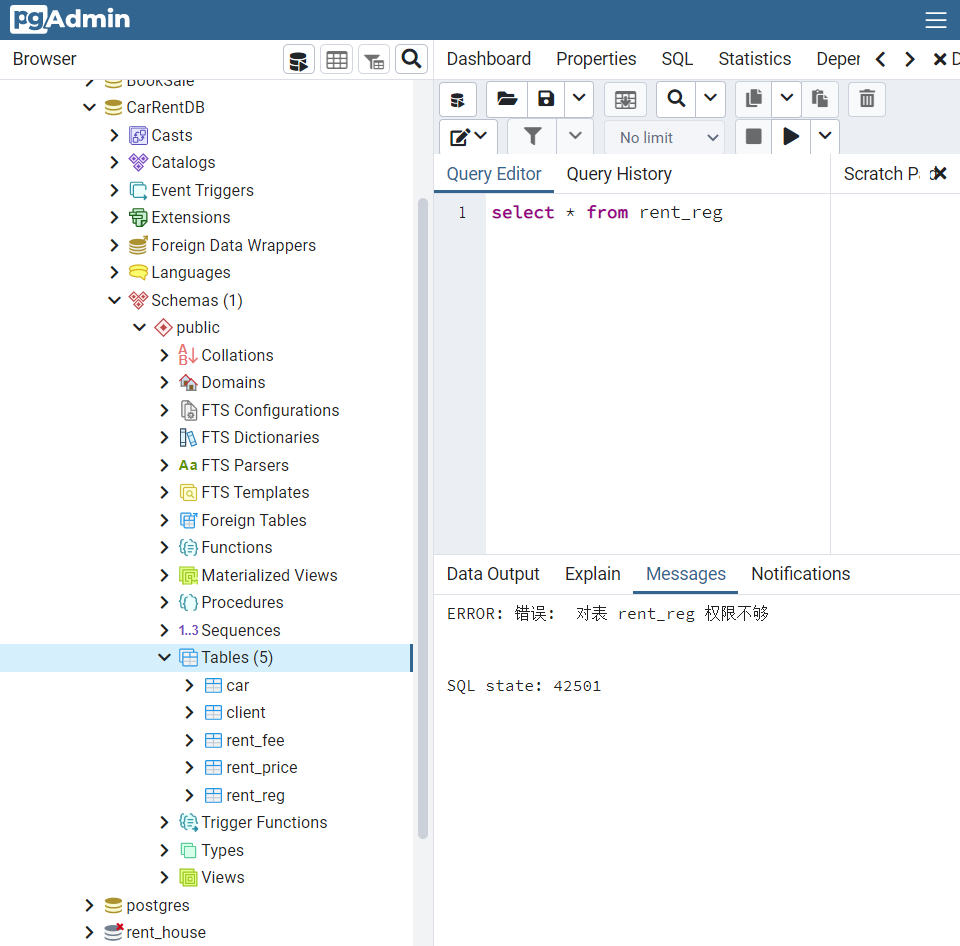 pgAdmin
Browser
Dashboard Properties SQL Statistics Deper
BookSale
CarRentDB
Casts
Catalogs
Event Triggers
Extensions
Foreign Data Wrappers
Languages
Schemas (1)
public
Collations
Domains
FTS Configurations
FTS Dictionaries
Aa FTS Parsers
FTS Templates
Foreign Tables
Functions
Materialized Views
Procedures
1..3 Sequences
Tables (5)
car
client
rent_fee
rent_price
rent_reg
Trigger Functions
Types
Views
postgres
rent_house
No limit
Query Editor Query History
Scratch P
1 select * from rent_reg
Data Output Explain Messages Notifications
ERROR: 错误: 对表 rent_reg 权限不够
SQL state: 42501